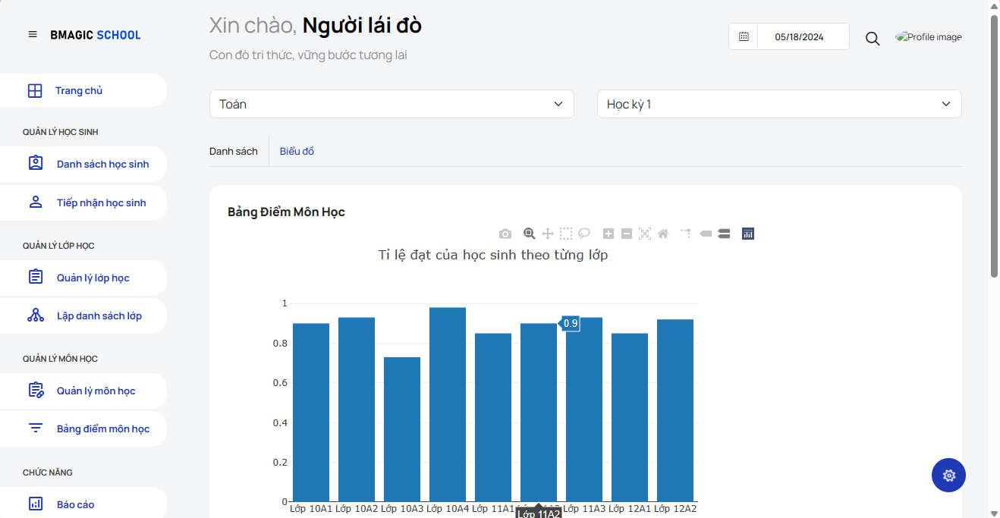 BMAGIC SCHOOL
Trang chủ
QUẢN LÝ HỌC SINH
Danh sách học sinh
Tiếp nhận học sinh
QUẢN LÝ LỚP HỌC
Quản lý lớp học
Lập danh sách lớp
QUẢN LÝ MÔN HỌC
Quản lý môn học
Bảng điểm môn học
CHỨC NĂNG
Báo cáo
Xin chào, Người lái đò
Con đò tri thức, vững bước tương lai
05/18/2024
Profile image
Toán
Học kỳ 1
Danh sách
Biểu đồ
Bảng Điểm Môn Học
Tỉ lệ đạt của học sinh theo từng lớp
1
0.8
0.6
0.4
0.2
0
0.9
Lớp 10A1 Lớp 10A2 Lớp 10A3 Lớp 10A4 Lớp 11A1 Lớp 11A3 Lớp 12A1 Lớp 12A2
Lớp 11A2